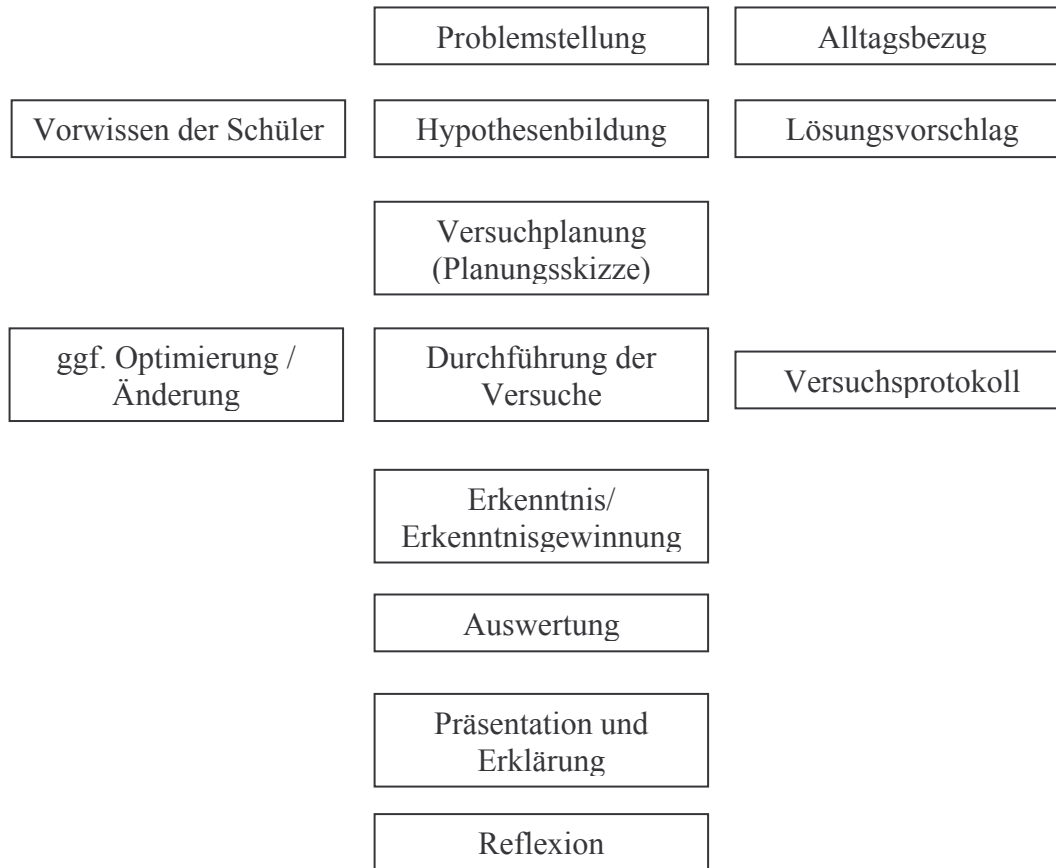 Problemstellung
Alltagsbezug
Vorwissen der Schüler
Hypothesenbildung
Lösungsvorschlag
Versuchplanung
(Planungsskizze)
ggf. Optimierung /
Änderung
Durchführung der
Versuche
Versuchsprotokoll
Erkenntnis/
Erkenntnisgewinnung
Auswertung
Präsentation und
Erklärung
Reflexion